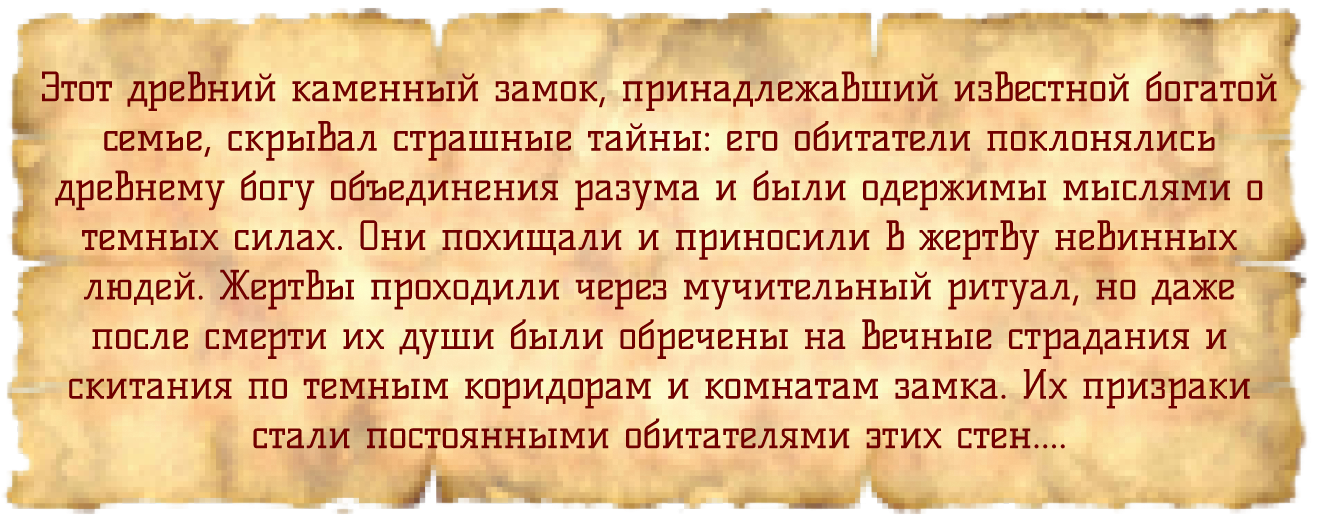 Этот древний каменный замок, принадлежавший известной богатой
семье, скрывал страшные тайны: его обитатели поклонялись
древнему богу объединения разума и были одержимы мыслями о
темных силах. Они похищали и приносили в жертву невинных
людей. Жертвы проходили через мучительный ритуал, но даже
после смерти их души были обречены на вечные страдания и
скитания по темным коридорам и комнатам замка. Их призраки
стали постоянными обитателями этих стен....